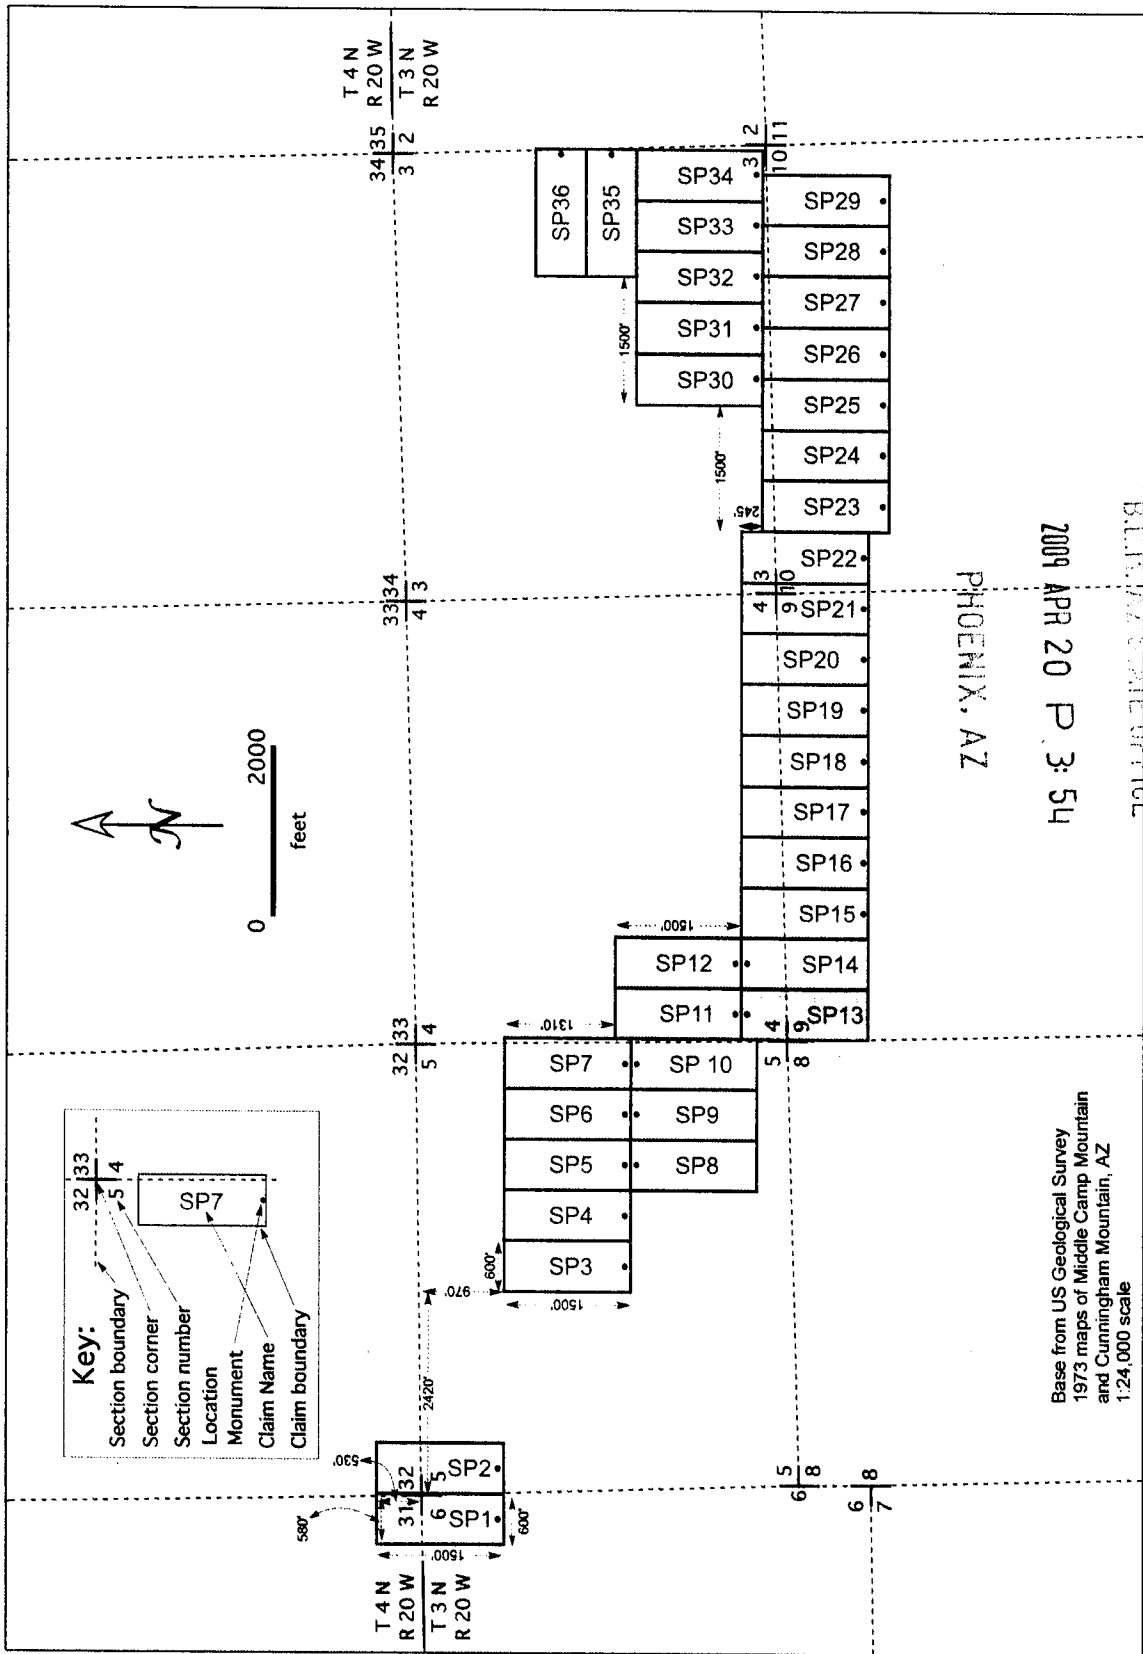 T 4 N
R 20 W
T 3 N
R 20 W
34 35
3 2
33 34
4 3
32 33
5 4
31 32
6 5
T 4 N
R 20 W
T 3 N
R 20 W
0 2000
feet
N
Key:
32 33
5 4
SP7
Section boundary
Section corner
Section number
Location
Monument
Claim Name
Claim boundary
580'
530'
1500'
600'
SP1
SP2
2420'
970'
600'
1500'
SP3
SP4
SP5
SP6
SP7
SP8
SP9
SP 10
1310'
SP11
SP12
1500'
SP13
SP14
SP15
SP16
SP17
SP18
SP19
SP20
SP21
SP22
245'
1500'
1500'
SP23
SP24
SP25
SP26
SP27
SP28
SP29
SP30
SP31
SP32
SP33
SP34
SP35
SP36
3 2
10 11
4 3
9 10
5 4
8 9
6 5
8
6 8
7
PHOENIX, AZ
2009 APR 20 P 3:54
Base from US Geological Survey
1973 maps of Middle Camp Mountain
and Cunningham Mountain, AZ
1:24,000 scale